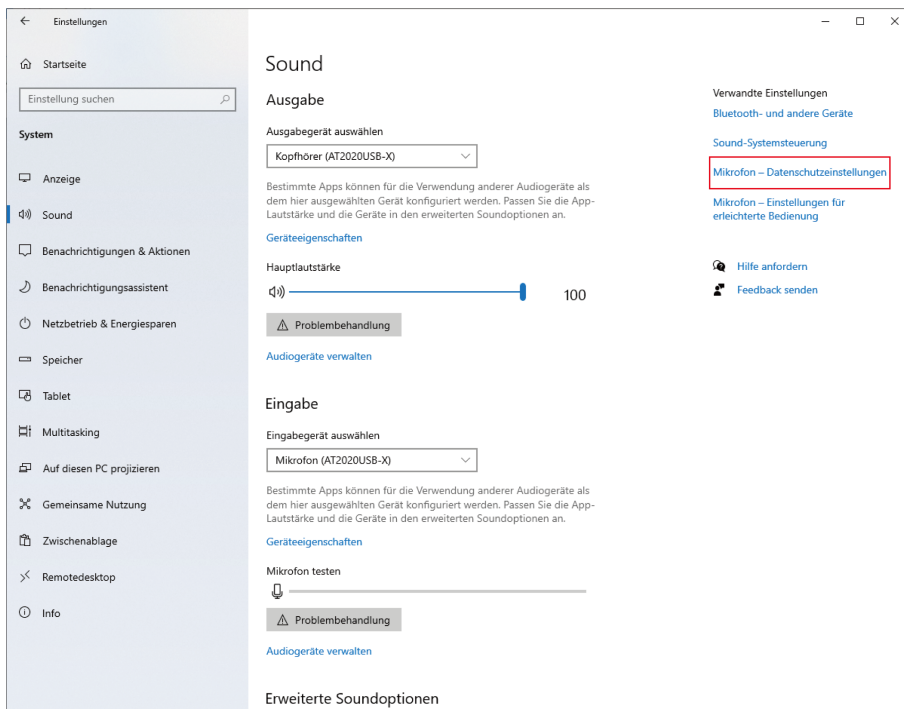 Einstellungen
Startseite
Einstellung suchen
System
Anzeige
Sound
Benachrichtigungen & Aktionen
Benachrichtigungsassistent
Netzbetrieb & Energiesparen
Speicher
Tablet
Multitasking
Auf diesen PC projizieren
Gemeinsame Nutzung
Zwischenablage
Remotedesktop
Info
Sound
Ausgabe
Ausgabegerät auswählen
Kopfhörer (AT2020USB-X)
Bestimmte Apps können für die Verwendung anderer Audiogeräte als
dem hier ausgewählten Gerät konfiguriert werden. Passen Sie die App-
Lautstärke und die Geräte in den erweiterten Soundoptionen an.
Geräteeigenschaften
Hauptlautstärke
100
Problembehandlung
Audiogeräte verwalten
Eingabe
Eingabegerät auswählen
Mikrofon (AT2020USB-X)
Bestimmte Apps können für die Verwendung anderer Audiogeräte als
dem hier ausgewählten Gerät konfiguriert werden. Passen Sie die App-
Lautstärke und die Geräte in den erweiterten Soundoptionen an.
Geräteeigenschaften
Mikrofon testen
Problembehandlung
Audiogeräte verwalten
Erweiterte Soundoptionen
Verwandte Einstellungen
Bluetooth- und andere Geräte
Sound-Systemsteuerung
Mikrofon – Datenschutzeinstellungen
Mikrofon – Einstellungen für
erleichterte Bedienung
Hilfe anfordern
Feedback senden